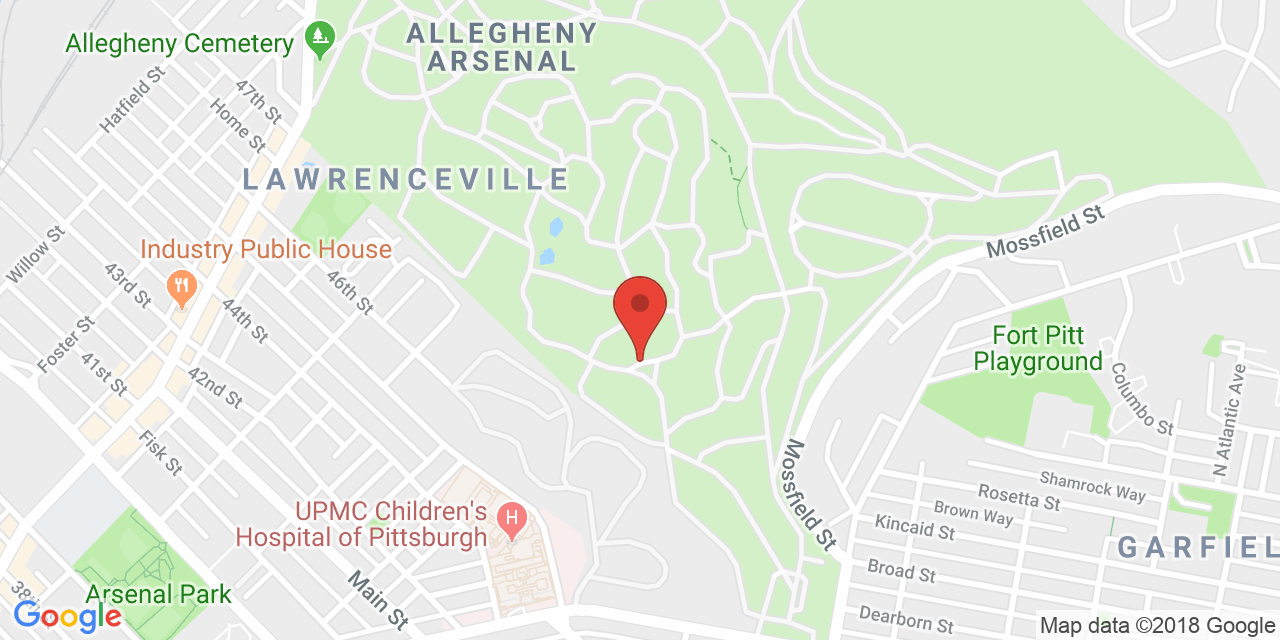 ALLEGHENY
ARSENAL
Allegheny Cemetery
Hatfield St
47th St
Home St
LAWRENCEVILLE
Willow St
Industry Public House
Mossfield St
43rd St
46th St
44th St
Foster St
Fort Pitt
Playground
41st St
42nd St
Columbo St
N Atlantic Ave
Fisk St
Mossfield St
Shamrock Way
Rosetta St
Brown Way
UPMC Children's
Hospital of Pittsburgh
H
Kincaid St
GARFIEL
Broad St
Main St
Arsenal Park
38th
Google
Dearborn St
Map data ©2018 Google